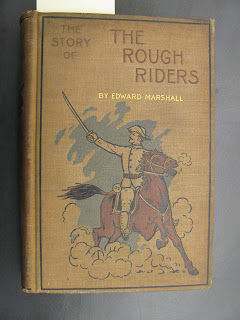 THE
STORY
OF
THE
ROUGH
RIDERS
BY EDWARD MARSHALL